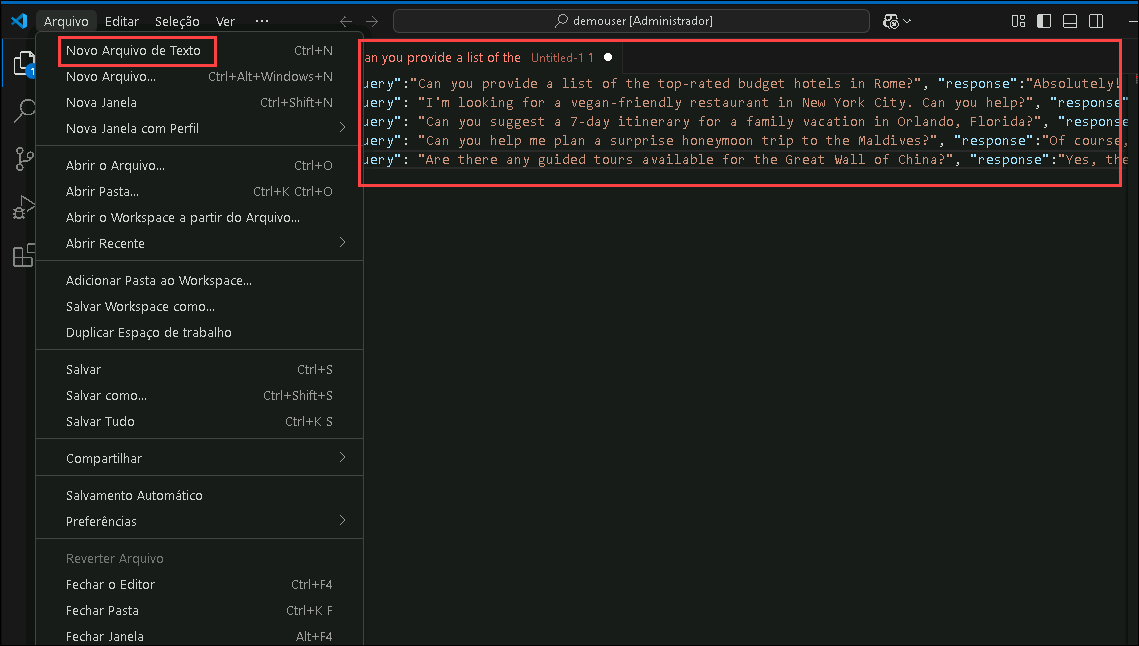 Arquivo Editar Seleção Ver ... demouser [Administrador]
Novo Arquivo de Texto Ctrl+N
Novo Arquivo... Ctrl+Alt+Windows+N
Nova Janela Ctrl+Shift+N
Nova Janela com Perfil
Abrir o Arquivo... Ctrl+O
Abrir Pasta... Ctrl+K Ctrl+O
Abrir o Workspace a partir do Arquivo...
Abrir Recente
Adicionar Pasta ao Workspace...
Salvar Workspace como...
Duplicar Espaço de trabalho
Salvar Ctrl+S
Salvar como... Ctrl+Shift+S
Salvar Tudo Ctrl+K S
Compartilhar
Salvamento Automático
Preferências
Reverter Arquivo
Fechar o Editor Ctrl+F4
Fechar Pasta Ctrl+K F
Fechar Janela Alt+F4
1
an you provide a list of the Untitled-1 1
uery":"Can you provide a list of the top-rated budget hotels in Rome?", "response":"Absolutely!
uery": "I'm looking for a vegan-friendly restaurant in New York City. Can you help?", "response"
uery": "Can you suggest a 7-day itinerary for a family vacation in Orlando, Florida?", "response
uery": "Can you help me plan a surprise honeymoon trip to the Maldives?", "response":"Of course,
uery": "Are there any guided tours available for the Great Wall of China?", "response":"Yes, the